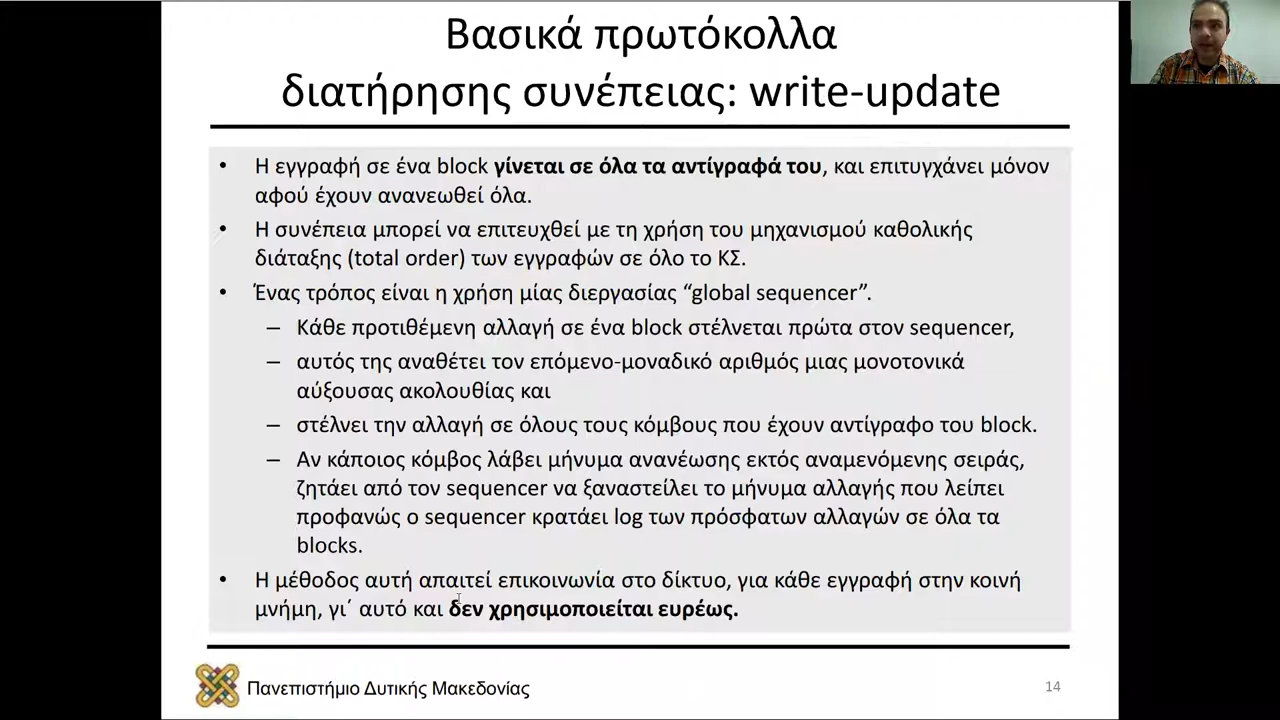 Βασικά πρωτόκολλα
διατήρησης συνέπειας: write-update
• Η εγγραφή σε ένα block γίνεται σε όλα τα αντίγραφά του, και επιτυγχάνει μόνον
αφού έχουν ανανεωθεί όλα.
• Η συνέπεια μπορεί να επιτευχθεί με τη χρήση του μηχανισμού καθολικής
διάταξης (total order) των εγγραφών σε όλο το ΚΣ.
• Ένας τρόπος είναι η χρήση μίας διεργασίας “global sequencer”.
– Κάθε προτιθέμενη αλλαγή σε ένα block στέλνεται πρώτα στον sequencer,
– αυτός της αναθέτει τον επόμενο-μοναδικό αριθμός μιας μονοτονικά
αύξουσας ακολουθίας και
– στέλνει την αλλαγή σε όλους τους κόμβους που έχουν αντίγραφο του block.
– Αν κάποιος κόμβος λάβει μήνυμα ανανέωσης εκτός αναμενόμενης σειράς,
ζητάει από τον sequencer να ξαναστείλει το μήνυμα αλλαγής που λείπει
προφανώς ο sequencer κρατάει log των πρόσφατων αλλαγών σε όλα τα
blocks.
• Η μέθοδος αυτή απαιτεί επικοινωνία στο δίκτυο, για κάθε εγγραφή στην κοινή
μνήμη, γι΄ αυτό και δεν χρησιμοποιείται ευρέως.
Πανεπιστήμιο Δυτικής Μακεδονίας
14